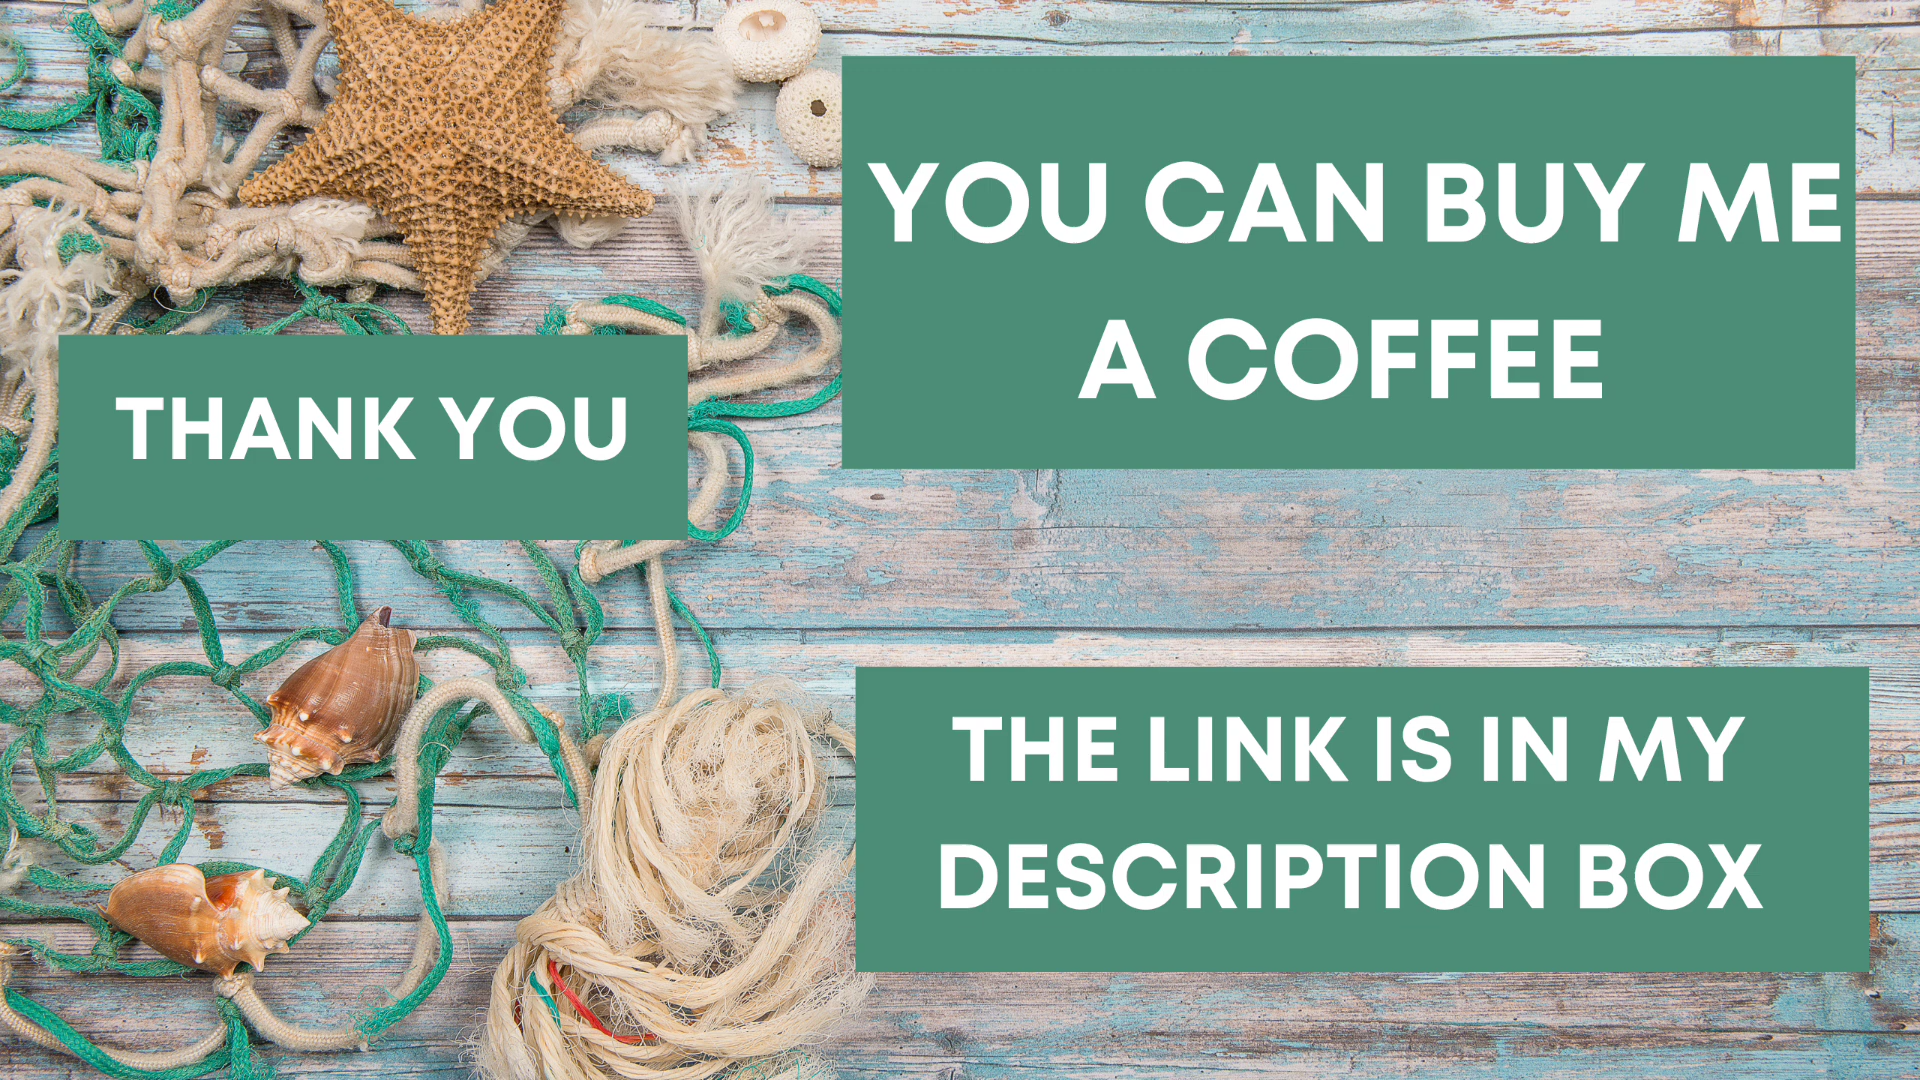 YOU CAN BUY ME
A COFFEE
THANK YOU
THE LINK IS IN MY
DESCRIPTION BOX